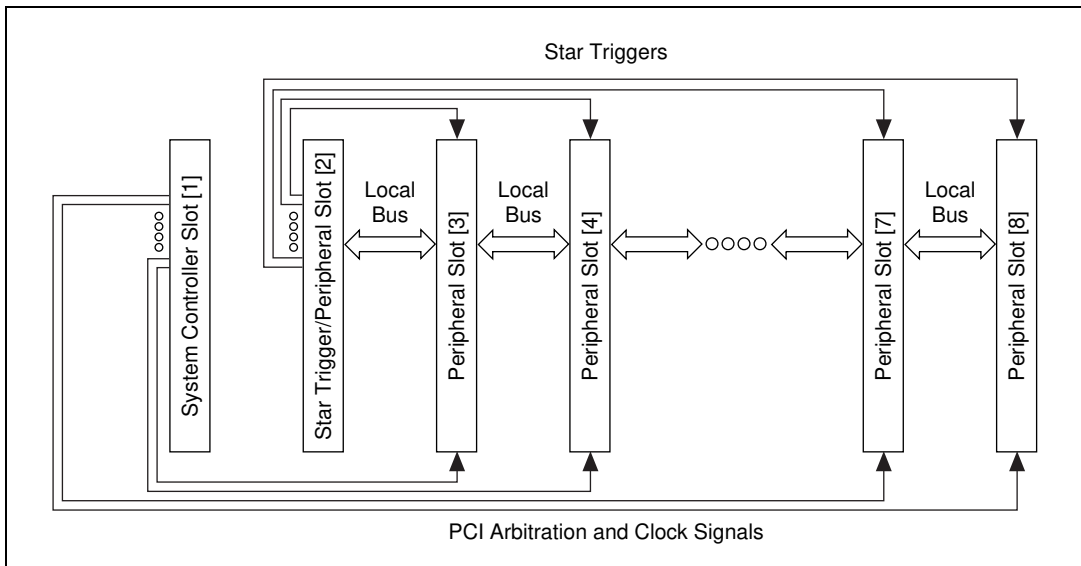 Star Triggers
System Controller Slot [1]
Star Trigger/Peripheral Slot [2]
Local
Bus
Peripheral Slot [3]
Local
Bus
Peripheral Slot [4]
Peripheral Slot [7]
Local
Bus
Peripheral Slot [8]
PCI Arbitration and Clock Signals